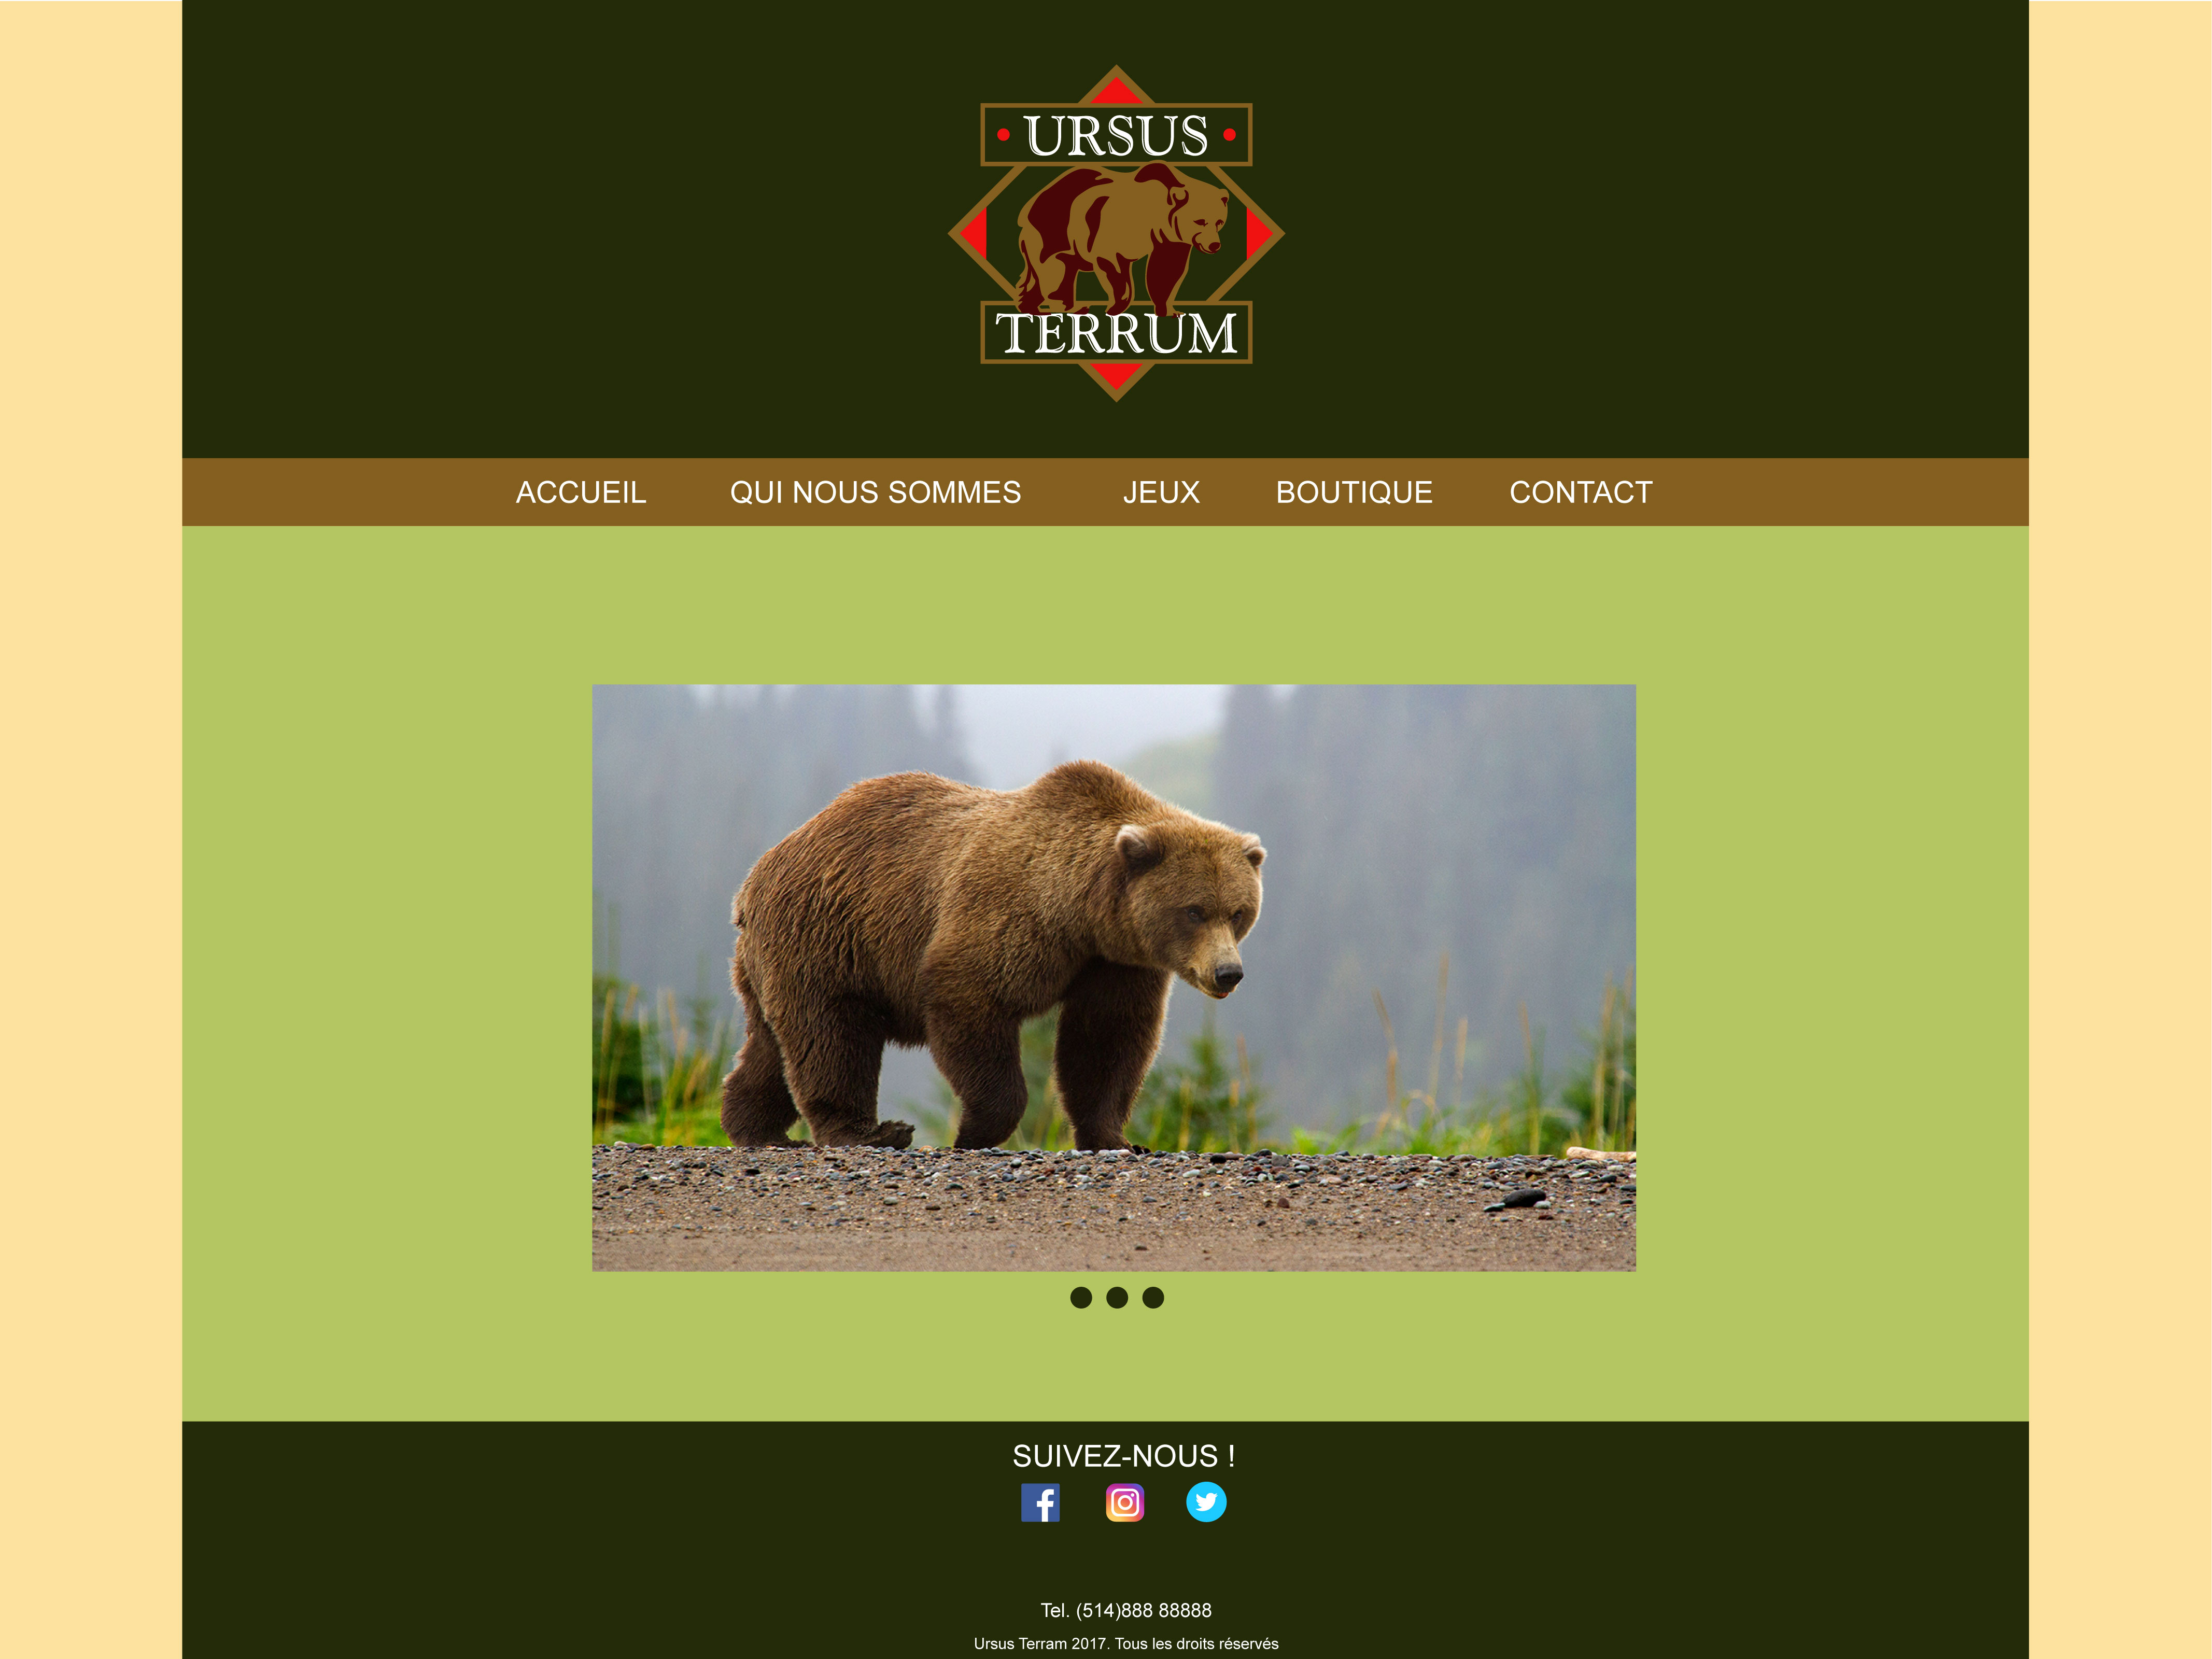 URSUS
TERRUM
ACCUEIL QUI NOUS SOMMES JEUX BOUTIQUE CONTACT
SUIVEZ-NOUS !
Tel. (514)888 88888
Ursus Terram 2017. Tous les droits réservés